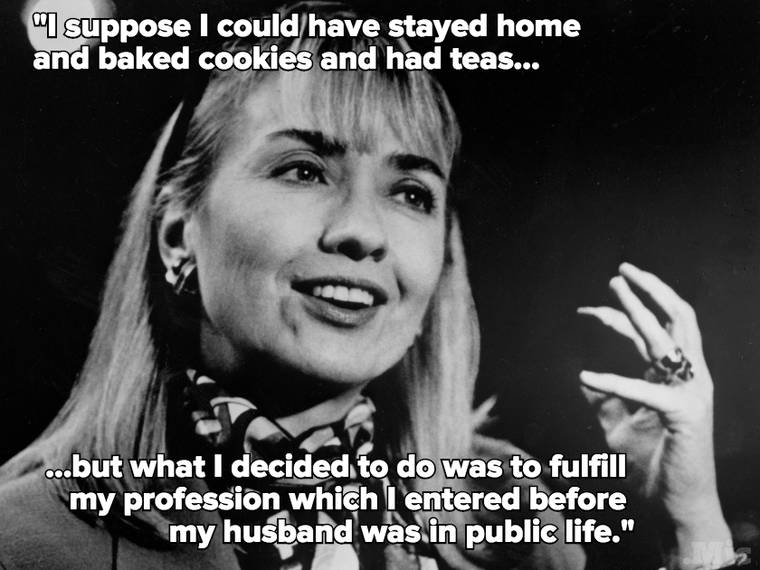 "I suppose I could have stayed home
and baked cookies and had teas...
...but what I decided to do was to fulfill
my profession which I entered before
my husband was in public life."
.Mic